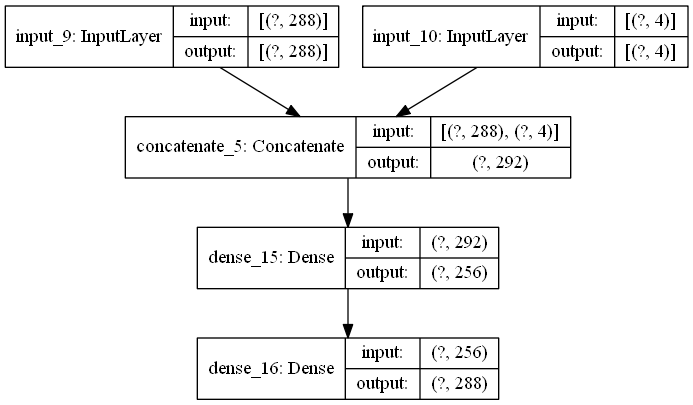 input_9: InputLayer input: [(?, 288)] output: [(?, 288)]
input_10: InputLayer input: [(?, 4)] output: [(?, 4)]
concatenate_5: Concatenate input: [(?, 288), (?, 4)] output: (?, 292)
dense_15: Dense input: (?, 292) output: (?, 256)
dense_16: Dense input: (?, 256) output: (?, 288)